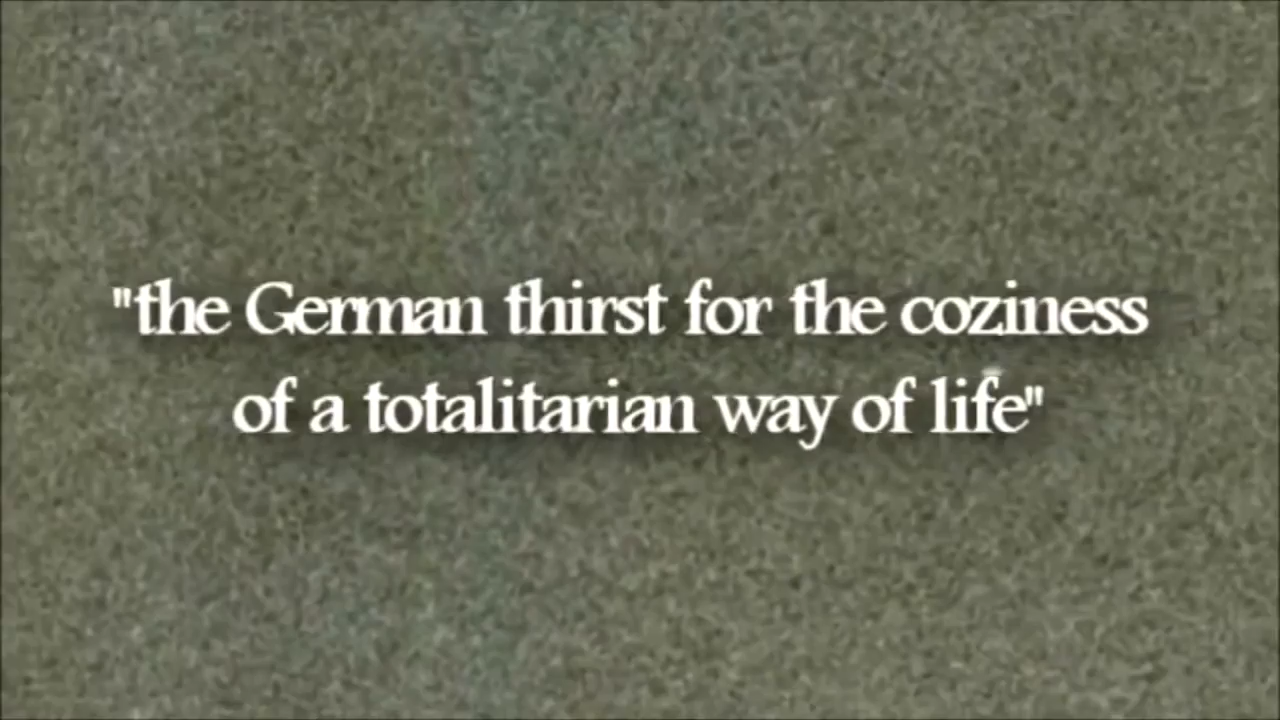 "the German thirst for the coziness
of a totalitarian way of life"